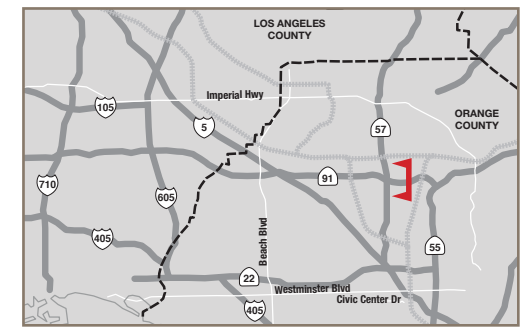 LOS ANGELES
COUNTY
Imperial Hwy
105
5
57
ORANGE
COUNTY
91
710
605
405
55
Beach Blvd
22
Westminster Blvd
Civic Center Dr
405